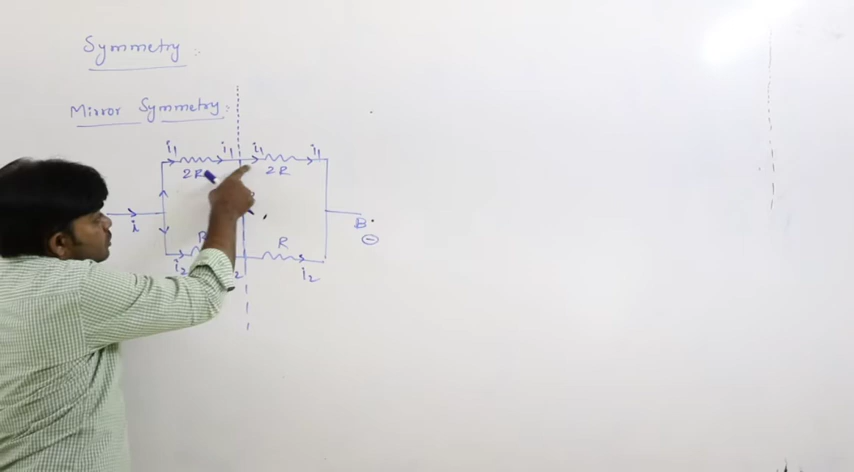 Symmetry :
Mirror Symmetry :
i₁ i₁ i₁ i₁
2R 2R
i B
⊖
R R
i₂ 2 i₂